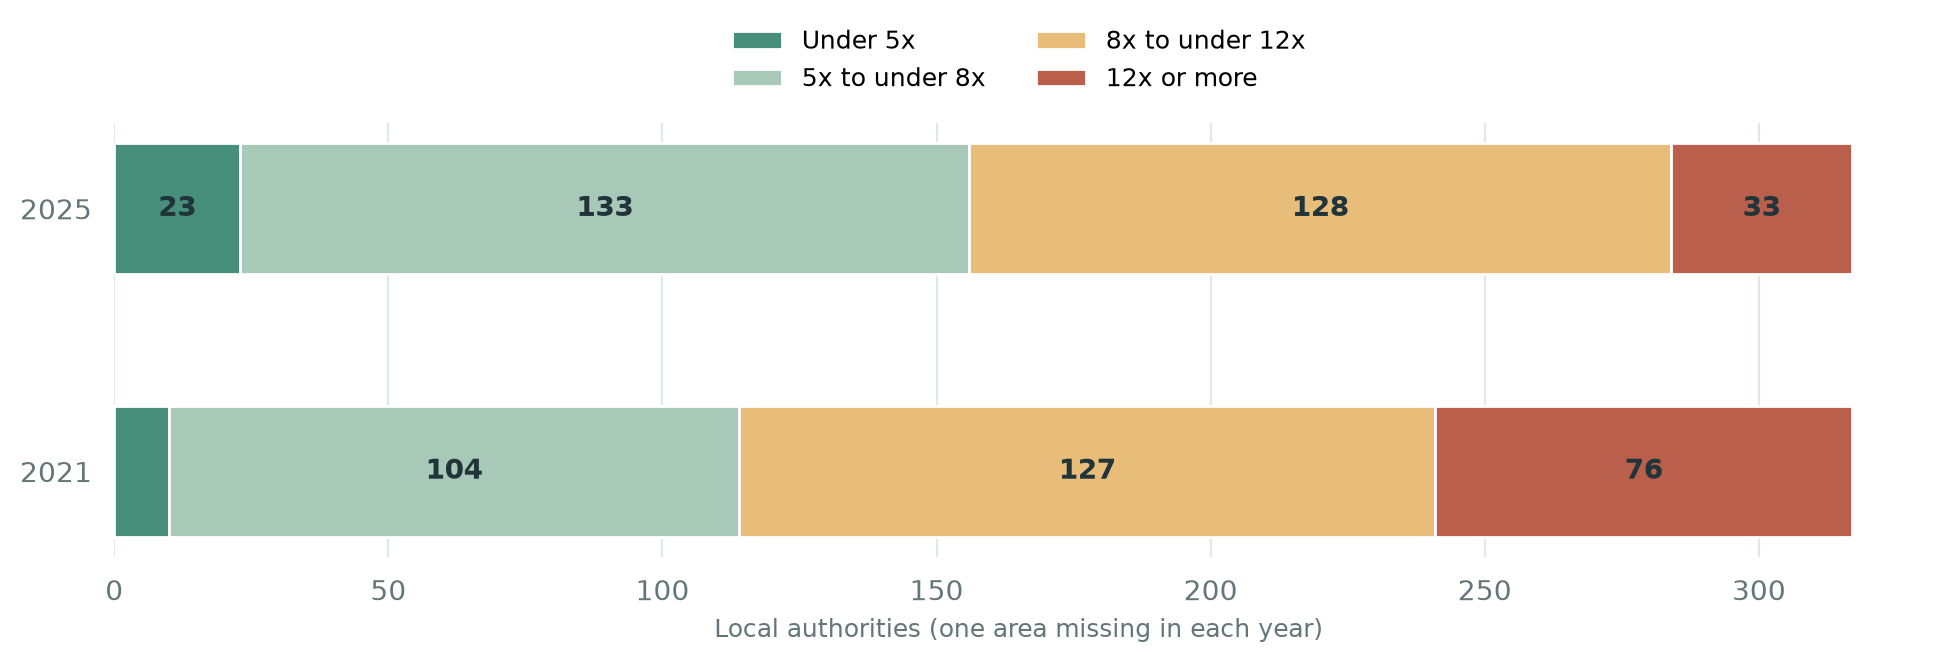 Under 5x
5x to under 8x
8x to under 12x
12x or more
2025
23
133
128
33
2021
104
127
76
0 50 100 150 200 250 300
Local authorities (one area missing in each year)